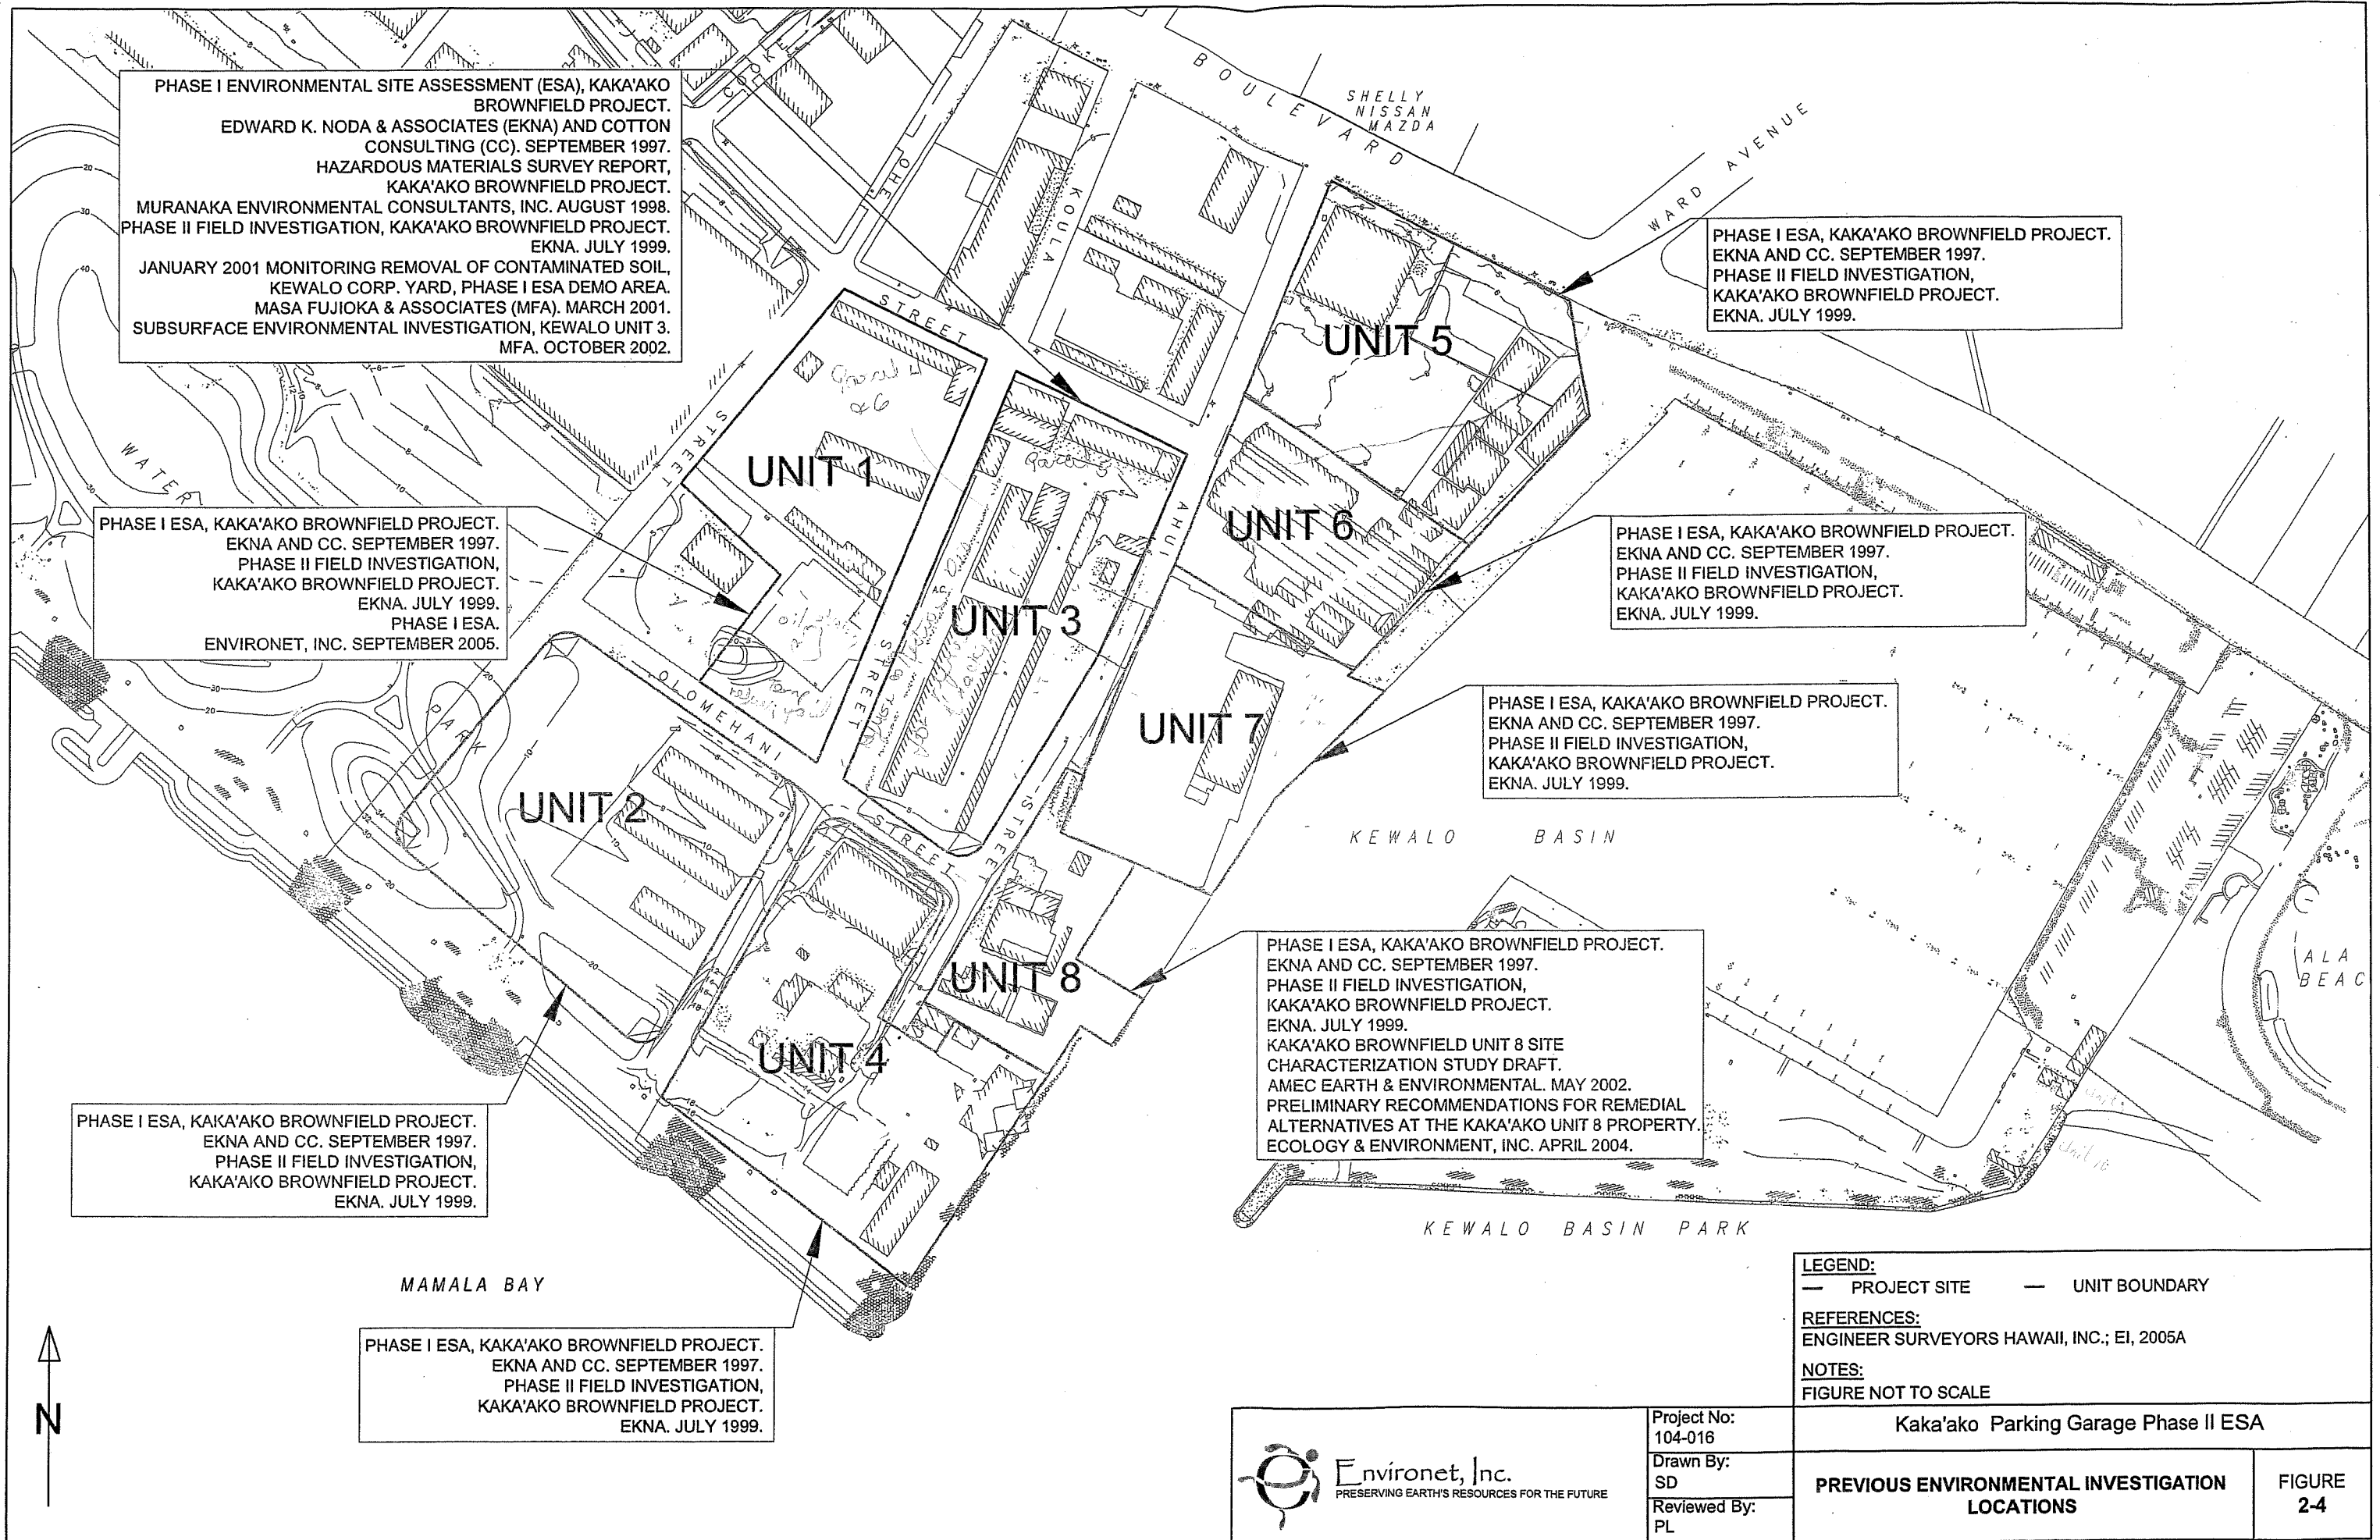 PHASE I ENVIRONMENTAL SITE ASSESSMENT (ESA), KAKA'AKO
BROWNFIELD PROJECT.
EDWARD K. NODA & ASSOCIATES (EKNA) AND COTTON
CONSULTING (CC). SEPTEMBER 1997.
HAZARDOUS MATERIALS SURVEY REPORT,
KAKA'AKO BROWNFIELD PROJECT.
MURANAKA ENVIRONMENTAL CONSULTANTS, INC. AUGUST 1998.
PHASE II FIELD INVESTIGATION, KAKA'AKO BROWNFIELD PROJECT.
EKNA. JULY 1999.
JANUARY 2001 MONITORING REMOVAL OF CONTAMINATED SOIL,
KEWALO CORP. YARD, PHASE I ESA DEMO AREA.
MASA FUJIOKA & ASSOCIATES (MFA). MARCH 2001.
SUBSURFACE ENVIRONMENTAL INVESTIGATION, KEWALO UNIT 3.
MFA. OCTOBER 2002.
COOKE
OHE
KOULA
BOULEVARD
SHELLY
NISSAN
MAZDA
WARD AVENUE
PHASE I ESA, KAKA'AKO BROWNFIELD PROJECT.
EKNA AND CC. SEPTEMBER 1997.
PHASE II FIELD INVESTIGATION,
KAKA'AKO BROWNFIELD PROJECT.
EKNA. JULY 1999.
STREET
UNIT 5
STREET
UNIT 1
WATER
AHUI
UNIT 6
PHASE I ESA, KAKA'AKO BROWNFIELD PROJECT.
EKNA AND CC. SEPTEMBER 1997.
PHASE II FIELD INVESTIGATION,
KAKA'AKO BROWNFIELD PROJECT.
EKNA. JULY 1999.
PHASE I ESA.
ENVIRONET, INC. SEPTEMBER 2005.
PHASE I ESA, KAKA'AKO BROWNFIELD PROJECT.
EKNA AND CC. SEPTEMBER 1997.
PHASE II FIELD INVESTIGATION,
KAKA'AKO BROWNFIELD PROJECT.
EKNA. JULY 1999.
A.C.
UNIT 3
STREET
OLOMEHANI
PARK
UNIT 7
PHASE I ESA, KAKA'AKO BROWNFIELD PROJECT.
EKNA AND CC. SEPTEMBER 1997.
PHASE II FIELD INVESTIGATION,
KAKA'AKO BROWNFIELD PROJECT.
EKNA. JULY 1999.
UNIT 2
STREET
STREET
KEWALO BASIN
UNIT 8
PHASE I ESA, KAKA'AKO BROWNFIELD PROJECT.
EKNA AND CC. SEPTEMBER 1997.
PHASE II FIELD INVESTIGATION,
KAKA'AKO BROWNFIELD PROJECT.
EKNA. JULY 1999.
KAKA'AKO BROWNFIELD UNIT 8 SITE
CHARACTERIZATION STUDY DRAFT.
AMEC EARTH & ENVIRONMENTAL. MAY 2002.
PRELIMINARY RECOMMENDATIONS FOR REMEDIAL
ALTERNATIVES AT THE KAKA'AKO UNIT 8 PROPERTY.
ECOLOGY & ENVIRONMENT, INC. APRIL 2004.
ALA
BEAC
UNIT 4
PHASE I ESA, KAKA'AKO BROWNFIELD PROJECT.
EKNA AND CC. SEPTEMBER 1997.
PHASE II FIELD INVESTIGATION,
KAKA'AKO BROWNFIELD PROJECT.
EKNA. JULY 1999.
KEWALO BASIN PARK
MAMALA BAY
PHASE I ESA, KAKA'AKO BROWNFIELD PROJECT.
EKNA AND CC. SEPTEMBER 1997.
PHASE II FIELD INVESTIGATION,
KAKA'AKO BROWNFIELD PROJECT.
EKNA. JULY 1999.
N
LEGEND:
PROJECT SITE
UNIT BOUNDARY
REFERENCES:
ENGINEER SURVEYORS HAWAII, INC.; EI, 2005A
NOTES:
FIGURE NOT TO SCALE
Environet, Inc.
PRESERVING EARTH'S RESOURCES FOR THE FUTURE
Project No:
104-016
Drawn By:
SD
Reviewed By:
PL
Kaka'ako Parking Garage Phase II ESA
PREVIOUS ENVIRONMENTAL INVESTIGATION
LOCATIONS
FIGURE
2-4